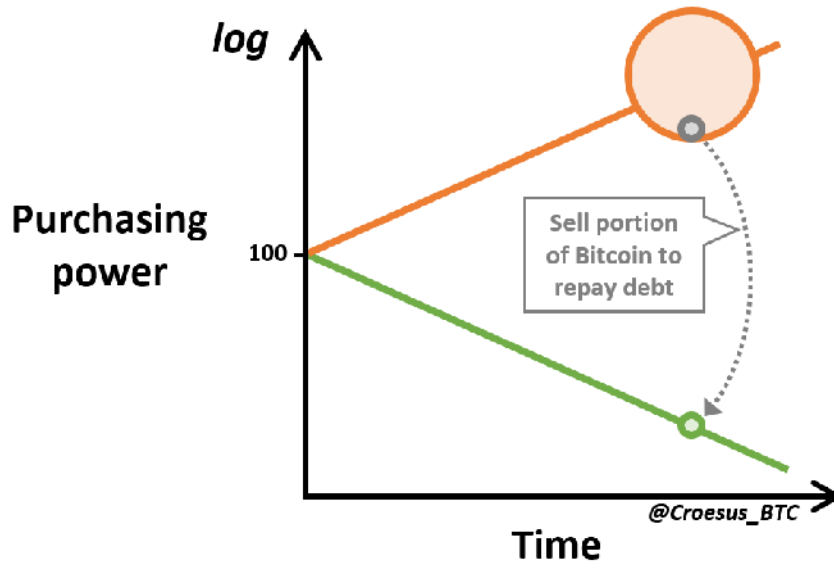 log
Purchasing
power
100
Sell portion
of Bitcoin to
repay debt
@Croesus_BTC
Time